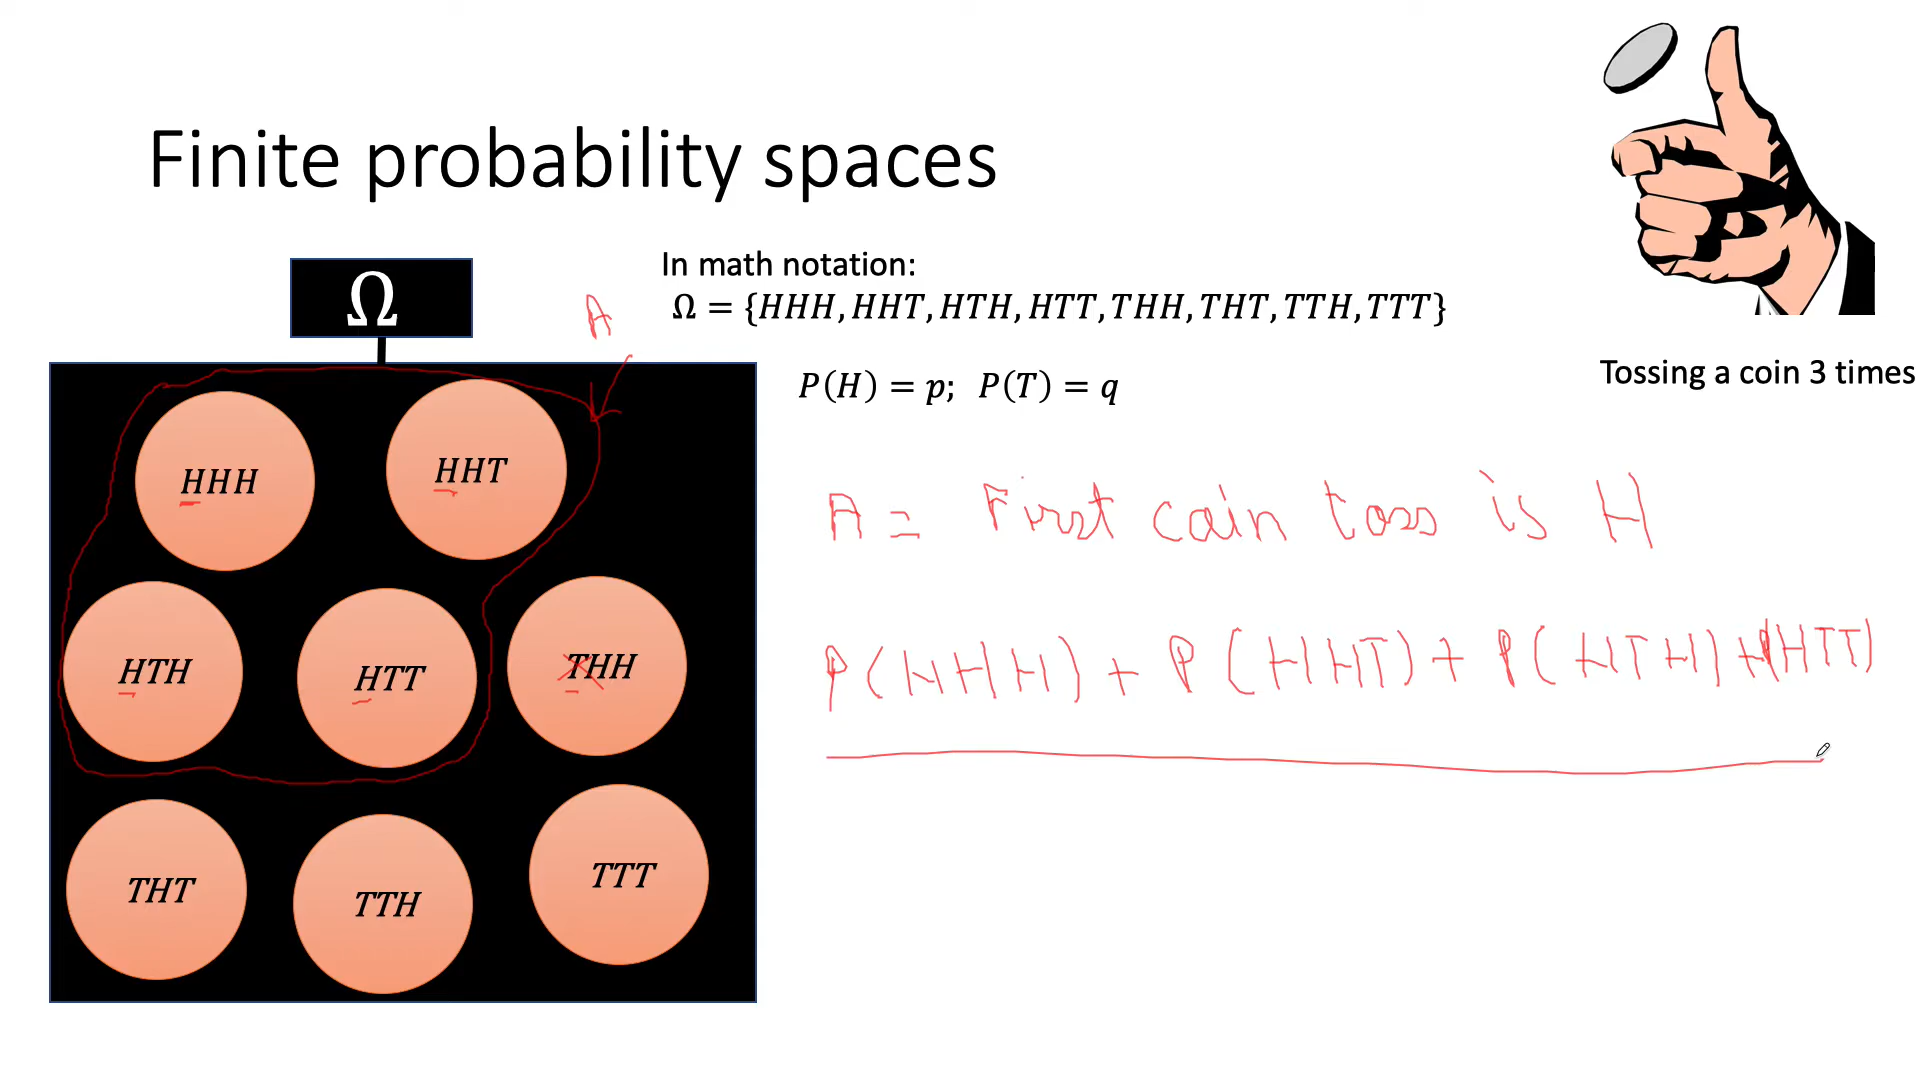 Finite probability spaces
In math notation:
Ω = {HHH, HHT, HTH, HTT, THH, THT, TTH, TTT}
P(H) = p; P(T) = q
Tossing a coin 3 times
Ω
A
HHH
HHT
HTH
HTT
THH
THT
TTH
TTT
A = First coin toss is H
P(HHH) + P(HHT) + P(HTH) + P(HTT)